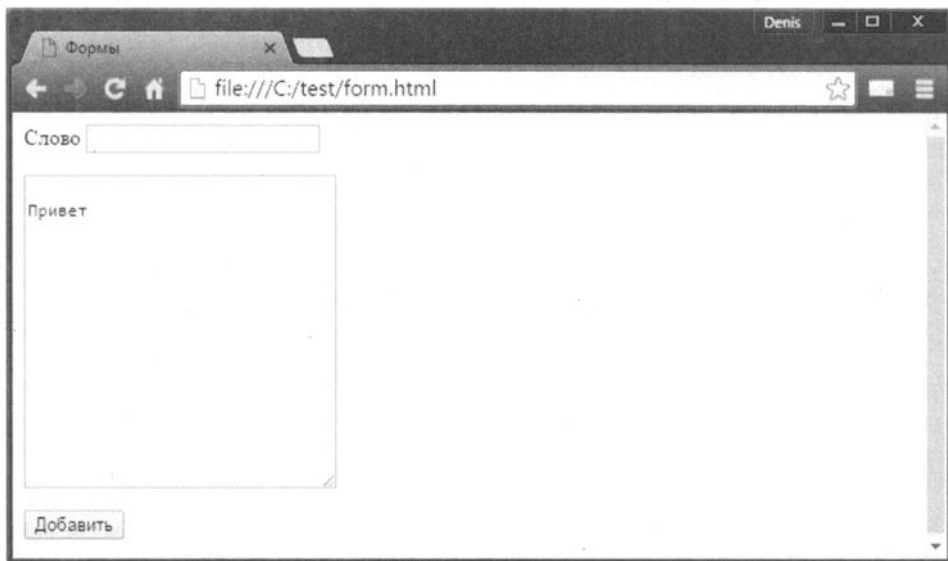 Denis
Формы
file:///C:/test/form.html
Слово
Привет
Добавить